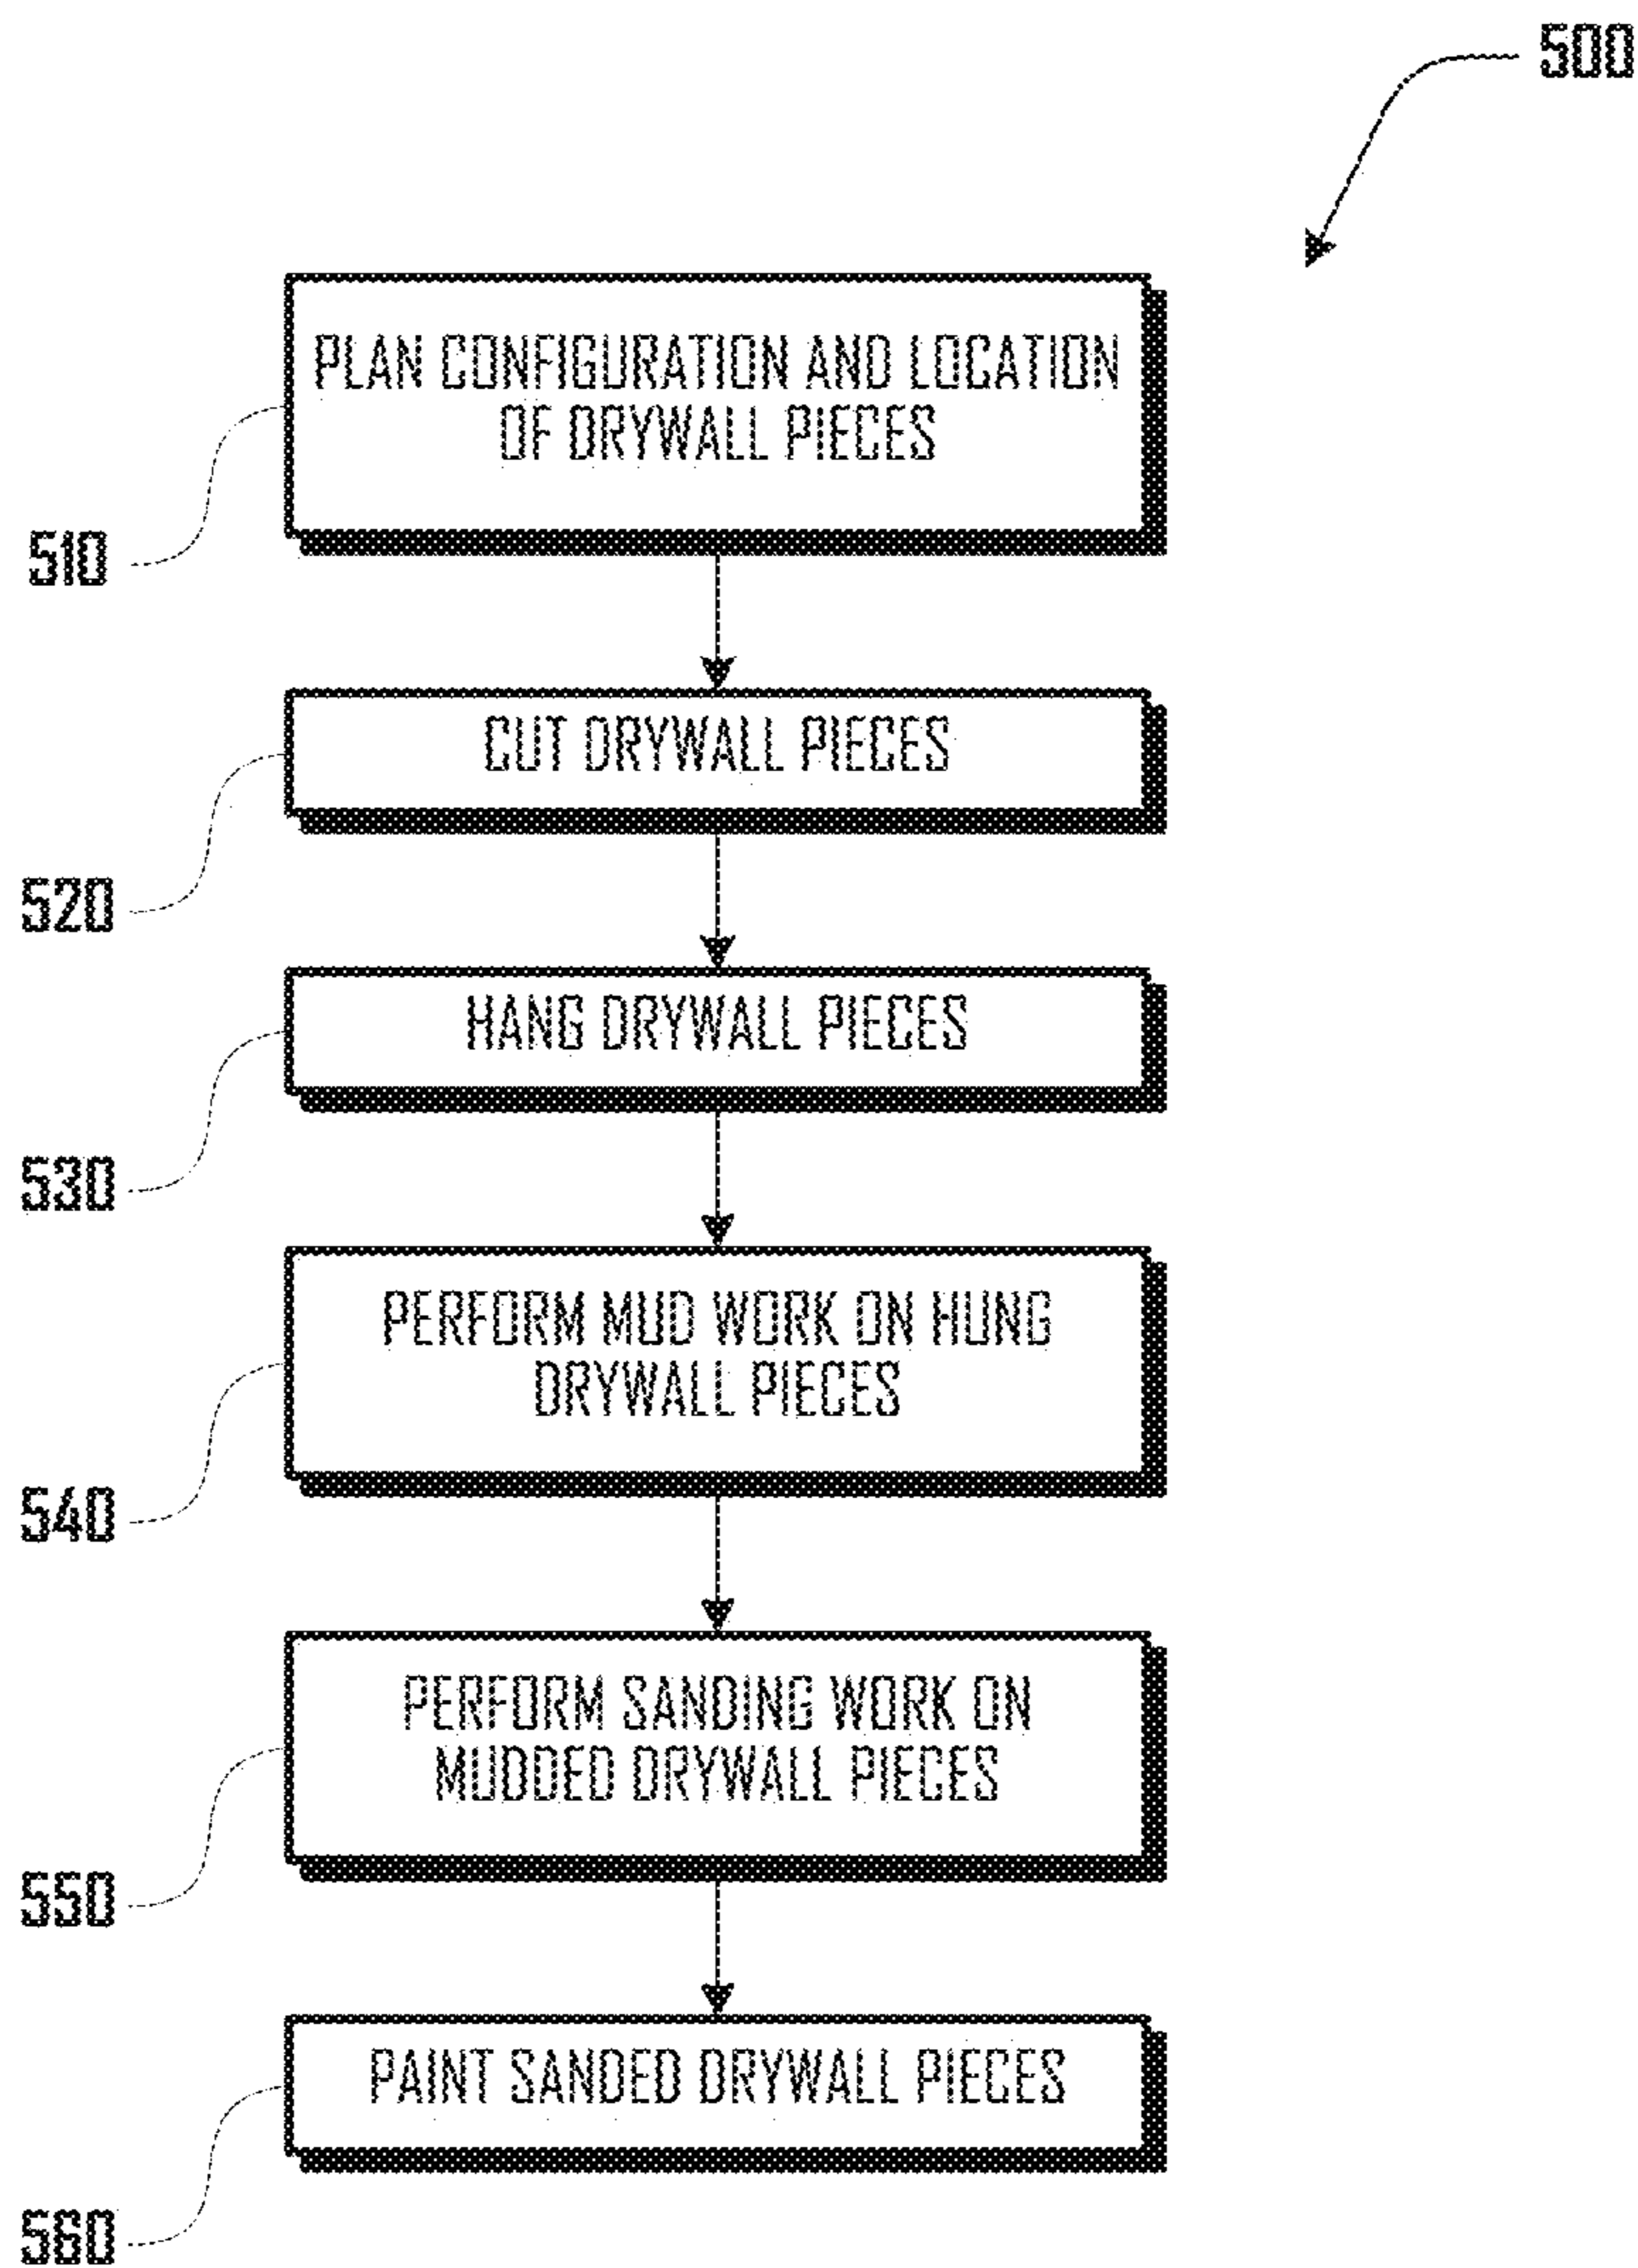 500
PLAN CONFIGURATION AND LOCATION
OF DRYWALL PIECES
510
CUT DRYWALL PIECES
520
HANG DRYWALL PIECES
530
PERFORM MUD WORK ON HUNG
DRYWALL PIECES
540
PERFORM SANDING WORK ON
MUDDED DRYWALL PIECES
550
PAINT SANDED DRYWALL PIECES
560